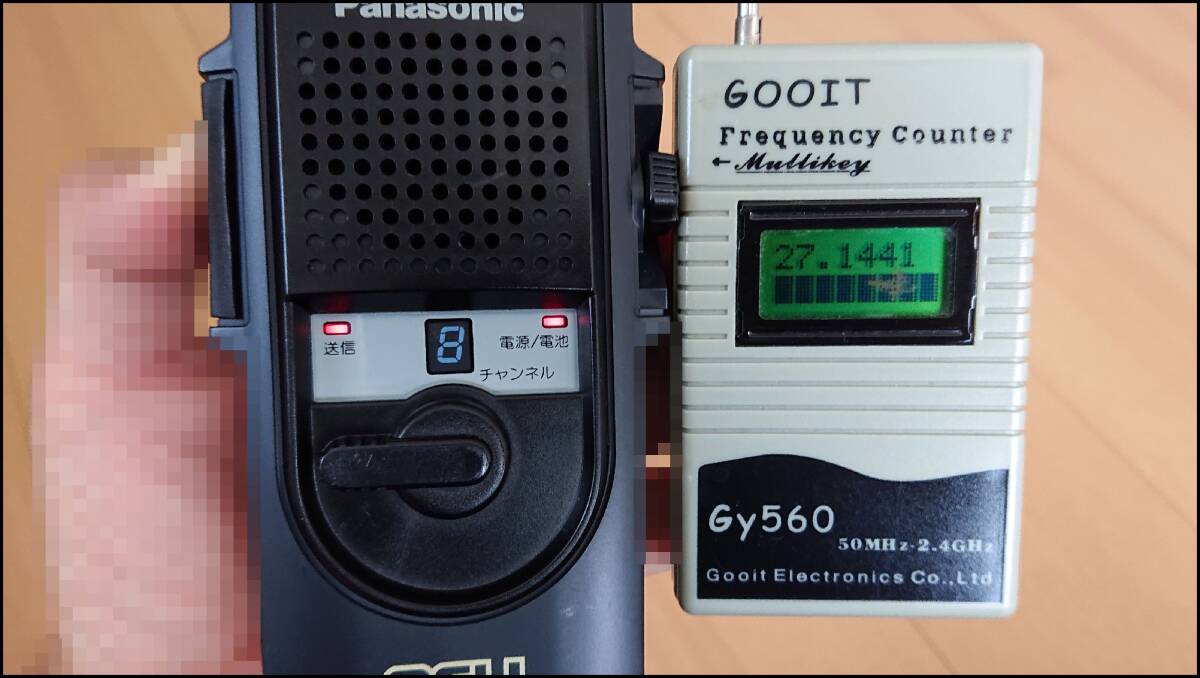 Panasonic
送信
8
電源/電池
チャンネル
GOOIT
Frequency Counter
←Mullikey
27.1441
Gy560
50MHz-2.4GHz
Gooit Electronics Co.,Ltd